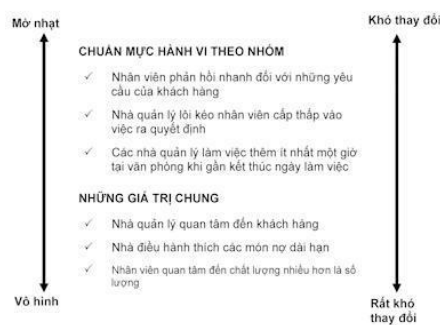 Mờ nhạt
Khó thay đổi
CHUẨN MỰC HÀNH VI THEO NHÓM
✓ Nhân viên phản hồi nhanh đối với những yêu
cầu của khách hàng
✓ Nhà quản lý lôi kéo nhân viên cấp thấp vào
việc ra quyết định
✓ Các nhà quản lý làm việc thêm ít nhất một giờ
tại văn phòng khi gần kết thúc ngày làm việc
NHỮNG GIÁ TRỊ CHUNG
✓ Nhà quản lý quan tâm đến khách hàng
✓ Nhà điều hành thích các món nợ dài hạn
✓ Nhân viên quan tâm đến chất lượng nhiều hơn là số
lượng
Vô hình
Rất khó
thay đổi